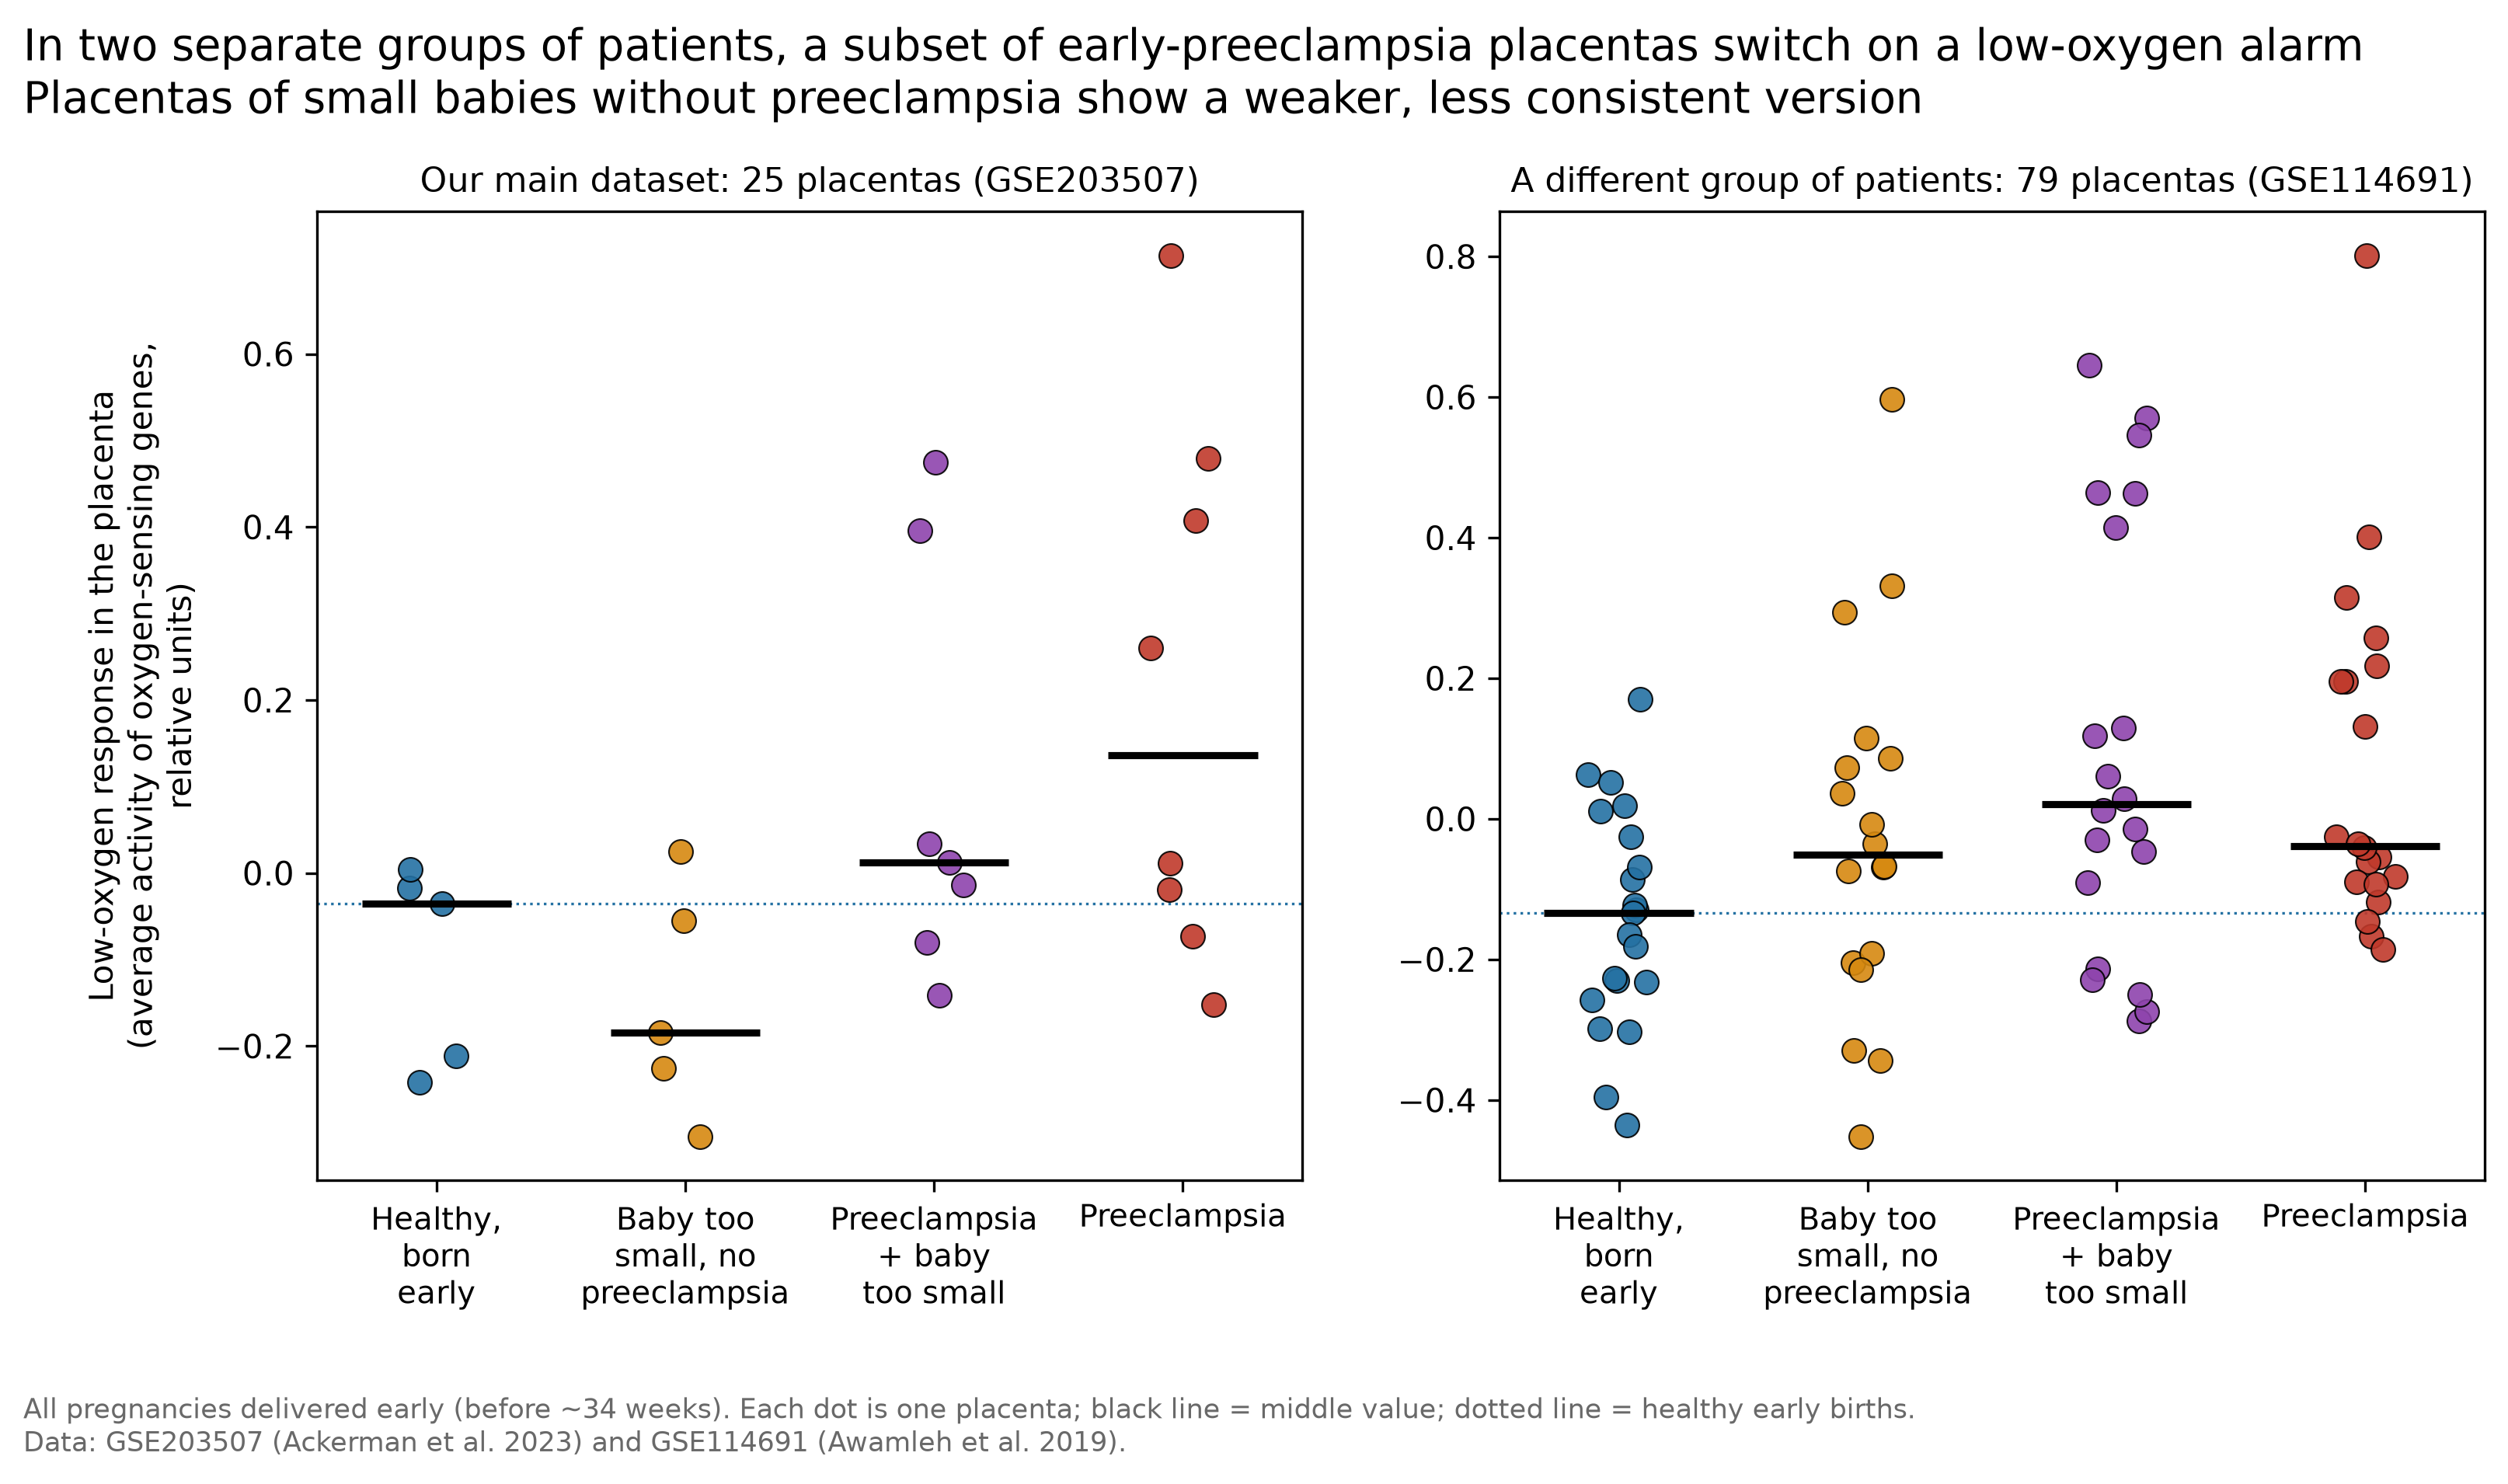 In two separate groups of patients, a subset of early-preeclampsia placentas switch on a low-oxygen alarm
Placentas of small babies without preeclampsia show a weaker, less consistent version
Our main dataset: 25 placentas (GSE203507)
Low-oxygen response in the placenta
(average activity of oxygen-sensing genes,
relative units)
0.6
0.4
0.2
0.0
−0.2
Healthy,
born
early
Baby too
small, no
preeclampsia
Preeclampsia
+ baby
too small
Preeclampsia
A different group of patients: 79 placentas (GSE114691)
0.8
0.6
0.4
0.2
0.0
−0.2
−0.4
Healthy,
born
early
Baby too
small, no
preeclampsia
Preeclampsia
+ baby
too small
Preeclampsia
All pregnancies delivered early (before ~34 weeks). Each dot is one placenta; black line = middle value; dotted line = healthy early births.
Data: GSE203507 (Ackerman et al. 2023) and GSE114691 (Awamleh et al. 2019).